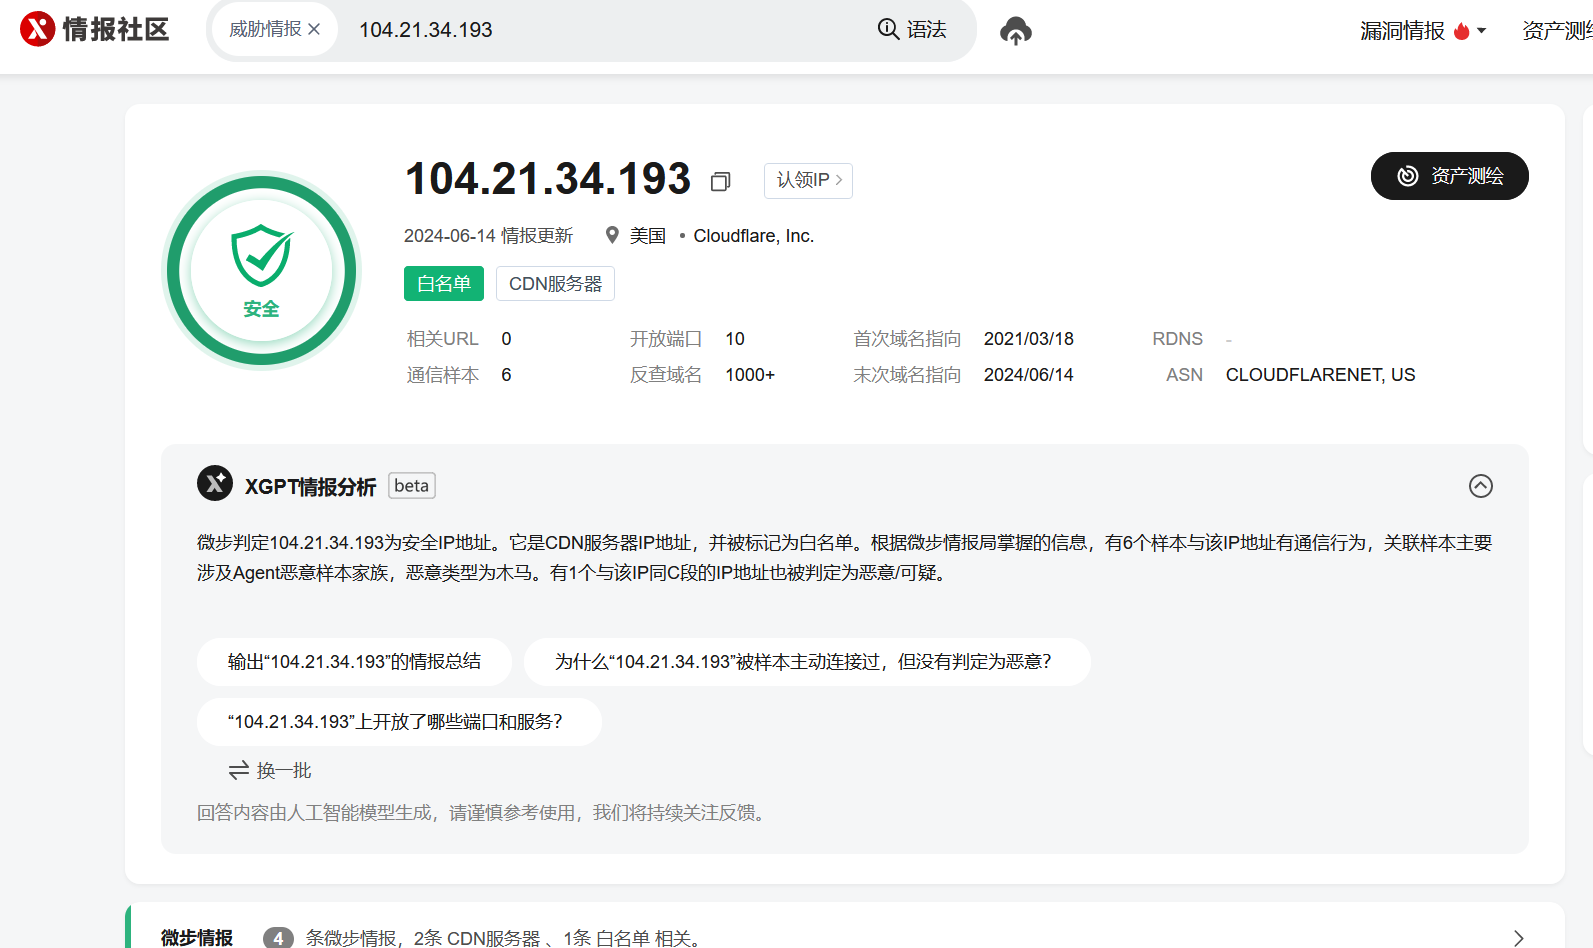 情报社区
威胁情报 ×
104.21.34.193
语法
漏洞情报
资产测绘
104.21.34.193
认领IP
资产测绘
2024-06-14 情报更新
美国 • Cloudflare, Inc.
安全
白名单
CDN服务器
相关URL 0
开放端口 10
首次域名指向 2021/03/18
RDNS -
通信样本 6
反查域名 1000+
末次域名指向 2024/06/14
ASN CLOUDFLARENET, US
XGPT情报分析 beta
微步判定104.21.34.193为安全IP地址。它是CDN服务器IP地址，并被标记为白名单。根据微步情报局掌握的信息，有6个样本与该IP地址有通信行为，关联样本主要
涉及Agent恶意样本家族，恶意类型为木马。有1个与该IP同C段的IP地址也被判定为恶意/可疑。
输出“104.21.34.193”的情报总结
为什么“104.21.34.193”被样本主动连接过，但没有判定为恶意？
“104.21.34.193”上开放了哪些端口和服务？
换一批
回答内容由人工智能模型生成，请谨慎参考使用，我们将持续关注反馈。
微步情报 4 条微步情报，2条 CDN服务器 、1条 白名单 相关。